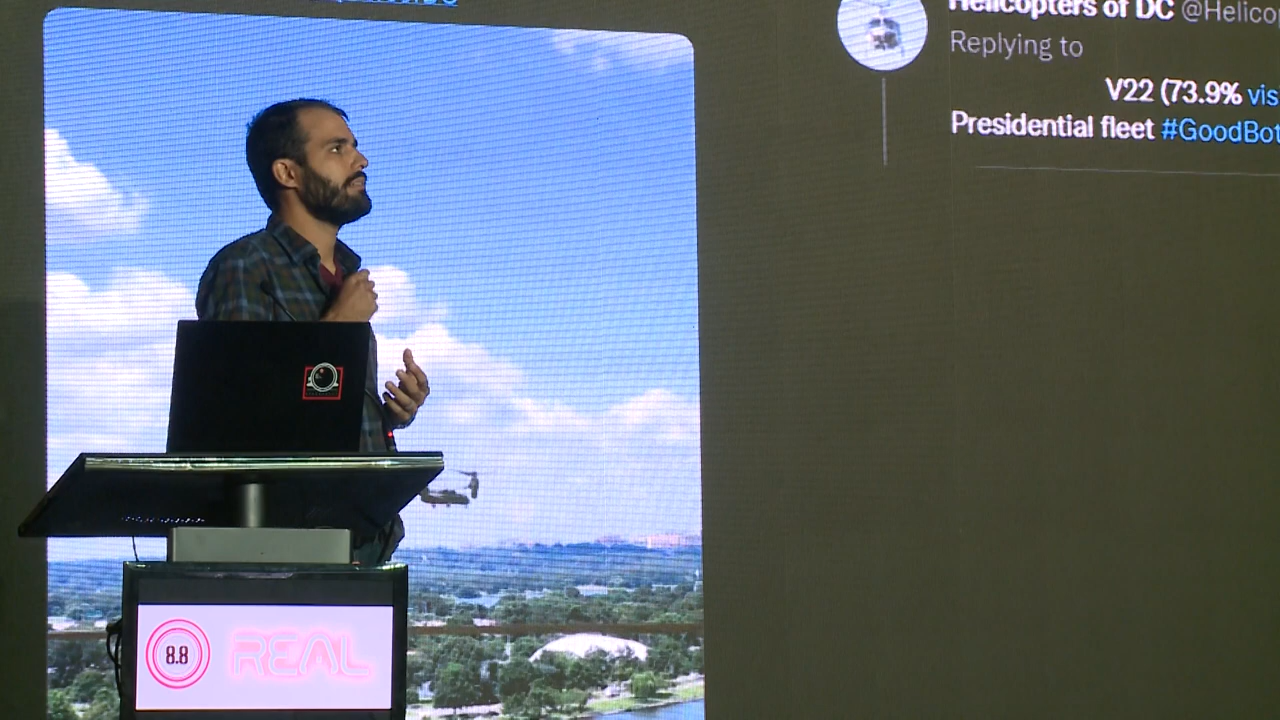 Helicopters of DC @Helico
Replying to
V22 (73.9% vis
Presidential fleet #GoodBot
8.8 REAL